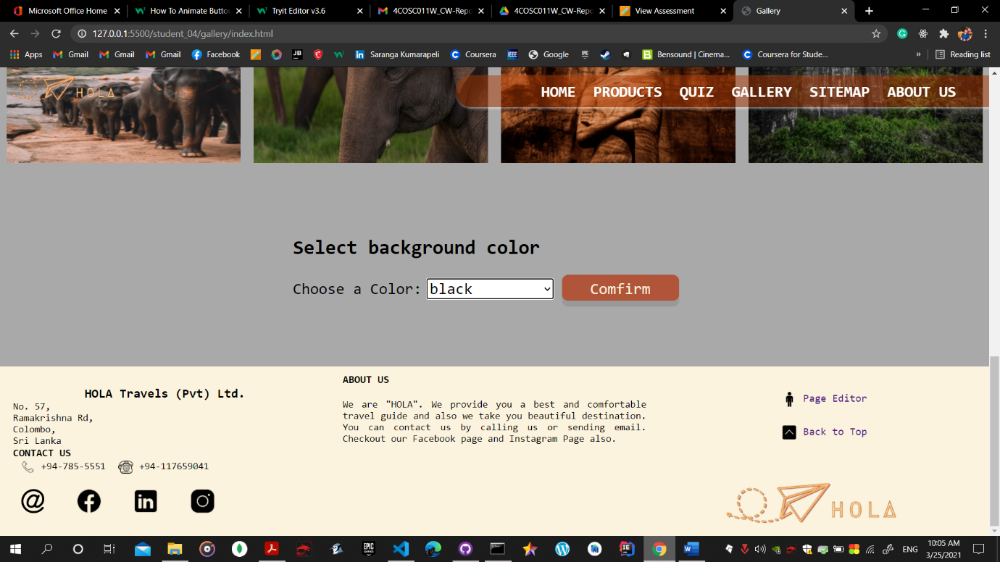 Microsoft Office Home
How To Animate Button
Tryit Editor v3.6
4COSC011W_CW-Repo
4COSC011W_CW-Repo
View Assessment
Gallery
127.0.0.1:5500/student_04/gallery/index.html
Apps
Gmail
Gmail
Gmail
Facebook
JB
Saranga Kumarapeli
Coursera
IEEE
Google
Bensound | Cinema...
Coursera for Stude...
»
Reading list
HOLA
HOME PRODUCTS QUIZ GALLERY SITEMAP ABOUT US
Select background color
Choose a Color: black Comfirm
HOLA Travels (Pvt) Ltd.
No. 57,
Ramakrishna Rd,
Colombo,
Sri Lanka
CONTACT US
+94-785-5551 +94-117659041
ABOUT US
We are "HOLA". We provide you a best and comfortable
travel guide and also we take you beautiful destination.
You can contact us by calling us or sending email.
Checkout our Facebook page and Instagram Page also.
Page Editor
Back to Top
HOLA
ENG
10:05 AM
3/25/2021